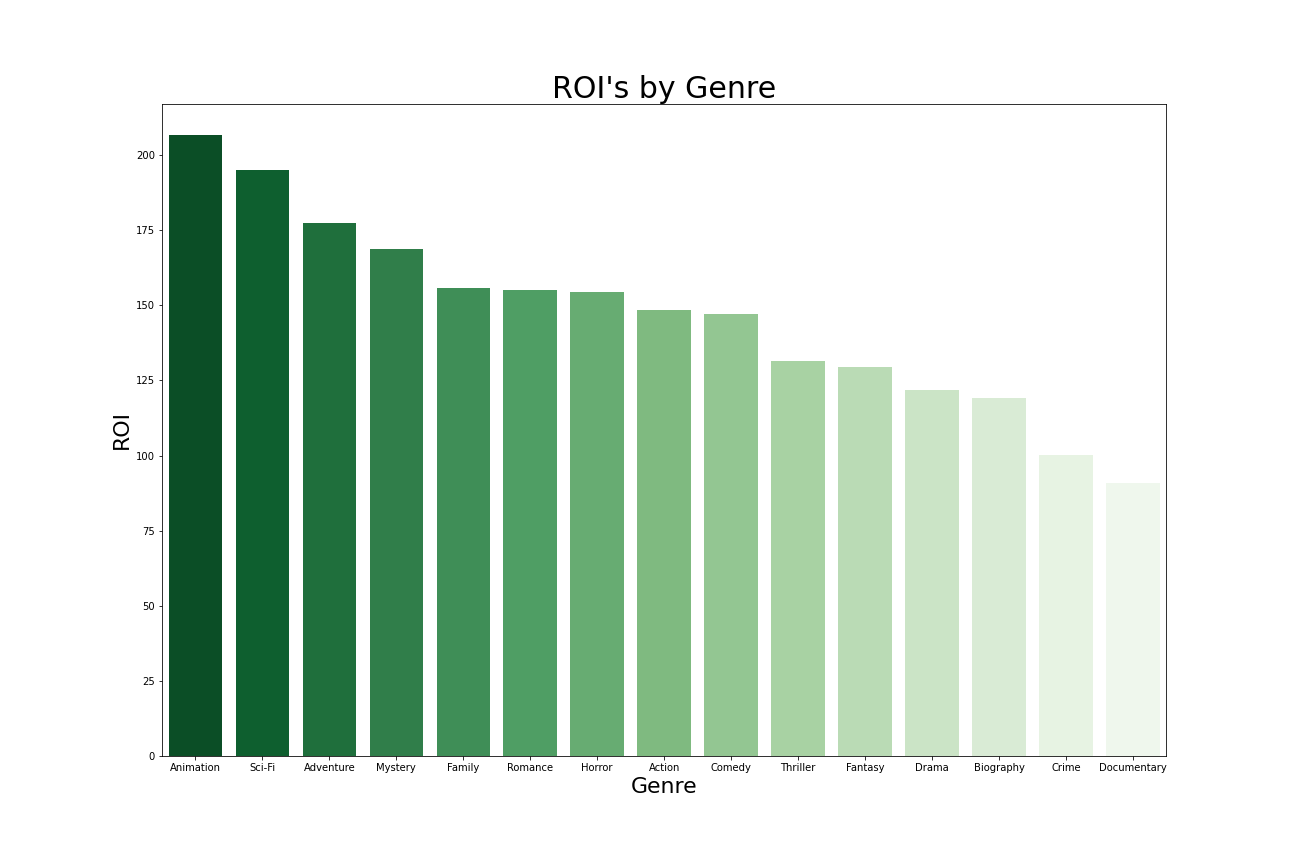 ROI's by Genre
200
175
150
125
100
75
50
25
0
ROI
Animation Sci-Fi Adventure Mystery Family Romance Horror Action Comedy Thriller Fantasy Drama Biography Crime Documentary
Genre